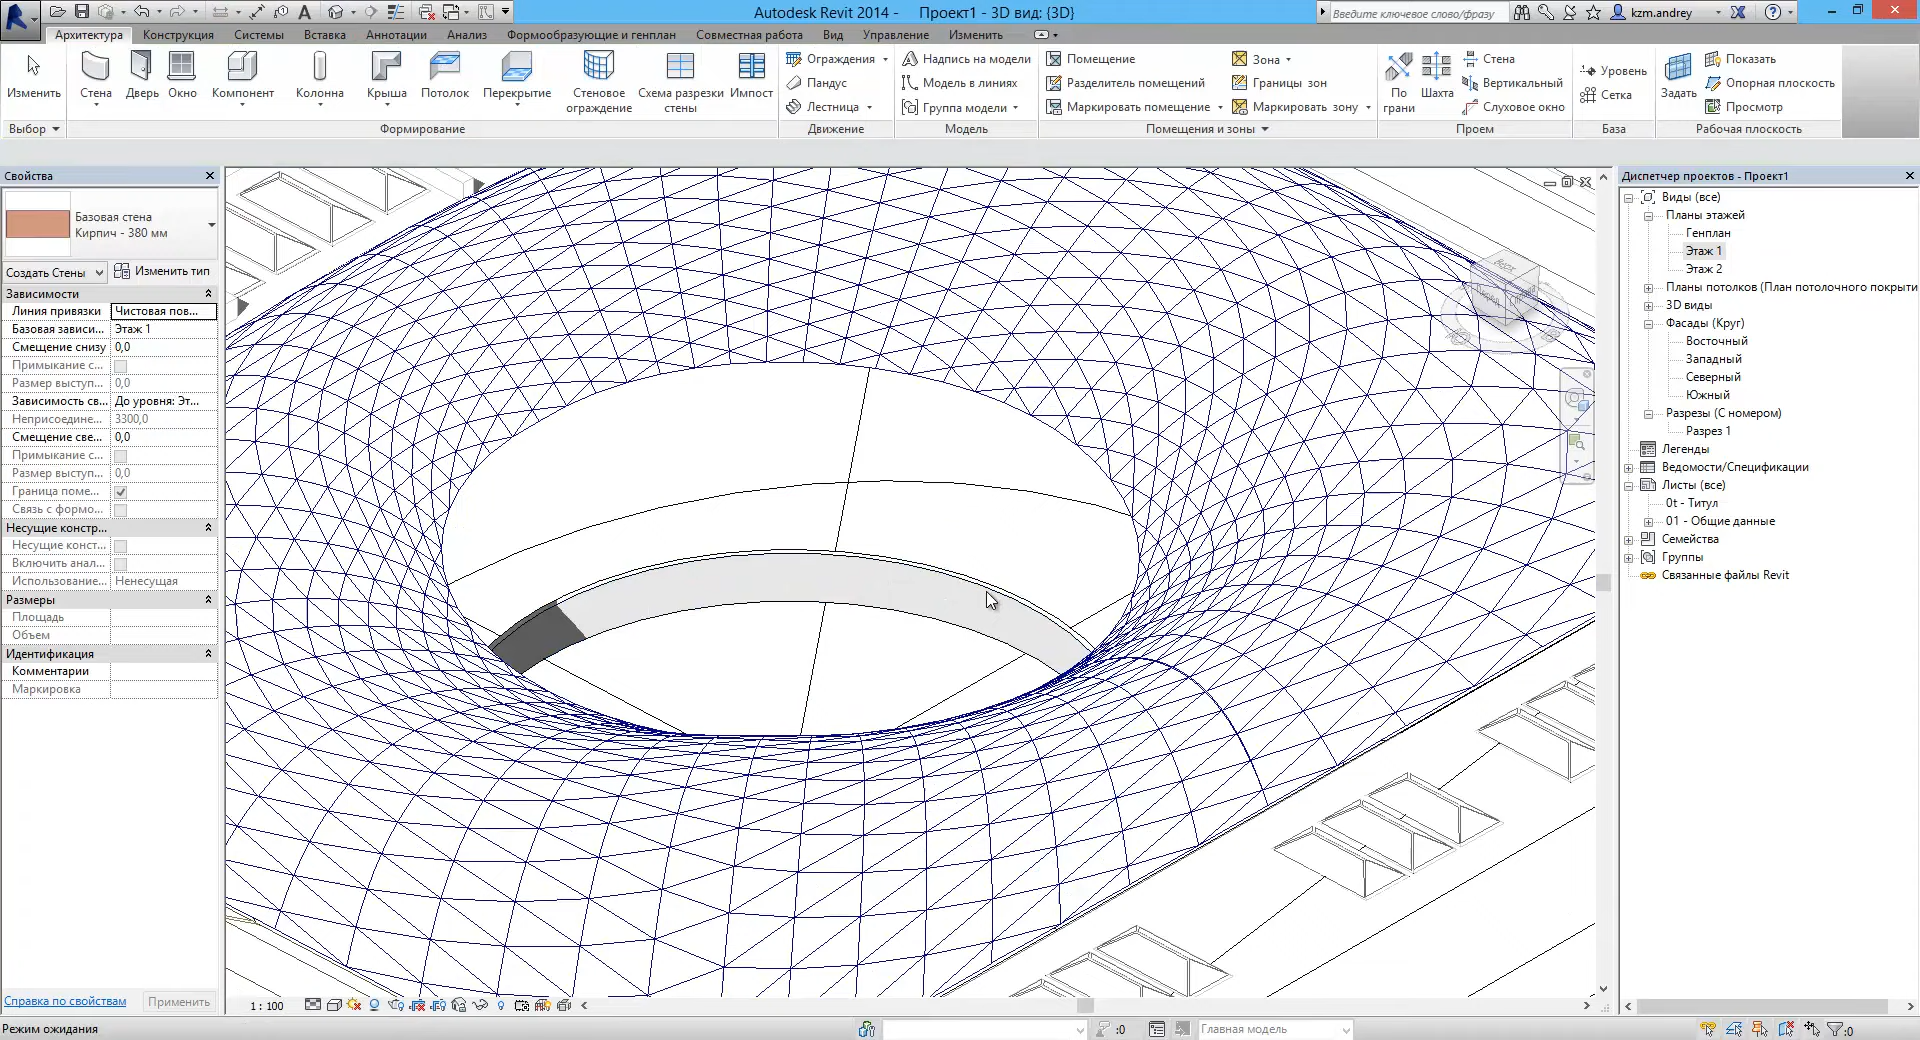 Autodesk Revit 2014 - Проект1 - 3D вид: {3D}
Введите ключевое слово/фразу
kzm.andrey
Архитектура Конструкция Системы Вставка Аннотации Анализ Формообразующие и генплан Совместная работа Вид Управление Изменить
Изменить
Стена
Дверь
Окно
Компонент
Колонна
Крыша
Потолок
Перекрытие
Стеновое ограждение
Схема разрезки стены
Импост
Ограждения
Пандус
Лестница
Надпись на модели
Модель в линиях
Группа модели
Помещение
Разделитель помещений
Маркировать помещение
Зона
Границы зон
Маркировать зону
По грани
Шахта
Стена
Вертикальный
Слуховое окно
Уровень
Сетка
Задать
Показать
Опорная плоскость
Просмотр
Выбор Формирование Движение Модель Помещения и зоны Проем База Рабочая плоскость
Свойства
Базовая стена
Кирпич - 380 мм
Создать Стены Изменить тип
Зависимости
Линия привязки Чистовая пов...
Базовая зависи... Этаж 1
Смещение снизу 0,0
Примыкание с...
Размер выступ... 0,0
Зависимость св... До уровня: Эт...
Неприсоедине... 3300,0
Смещение све... 0,0
Примыкание с...
Размер выступ... 0,0
Граница поме...
Связь с формо...
Несущие констр...
Несущие конст...
Включить анал...
Использование... Ненесущая
Размеры
Площадь
Объем
Идентификация
Комментарии
Маркировка
Справка по свойствам Применить
1 : 100
Режим ожидания
:0
Главная модель
:0
Диспетчер проектов - Проект1
Виды (все)
Планы этажей
Генплан
Этаж 1
Этаж 2
Планы потолков (План потолочного покрыти
3D виды
Фасады (Круг)
Восточный
Западный
Северный
Южный
Разрезы (С номером)
Разрез 1
Легенды
Ведомости/Спецификации
Листы (все)
0t - Титул
01 - Общие данные
Семейства
Группы
Связанные файлы Revit